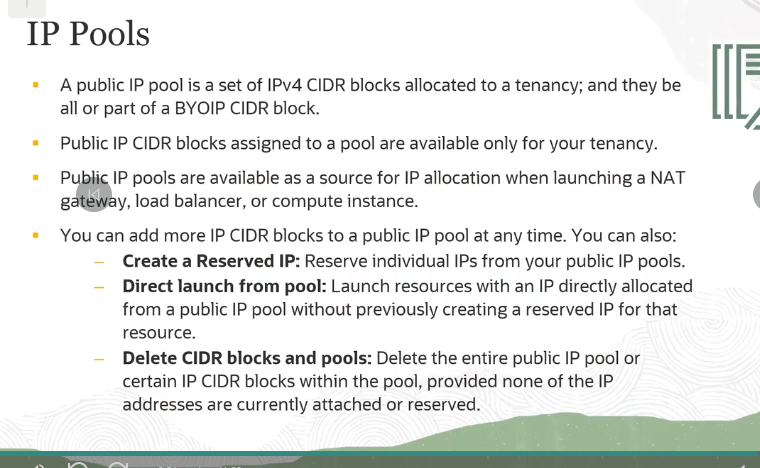 IP Pools
A public IP pool is a set of IPv4 CIDR blocks allocated to a tenancy; and they be
all or part of a BYOIP CIDR block.
Public IP CIDR blocks assigned to a pool are available only for your tenancy.
Public IP pools are available as a source for IP allocation when launching a NAT
gateway, load balancer, or compute instance.
You can add more IP CIDR blocks to a public IP pool at any time. You can also:
– Create a Reserved IP: Reserve individual IPs from your public IP pools.
– Direct launch from pool: Launch resources with an IP directly allocated
from a public IP pool without previously creating a reserved IP for that
resource.
– Delete CIDR blocks and pools: Delete the entire public IP pool or
certain IP CIDR blocks within the pool, provided none of the IP
addresses are currently attached or reserved.